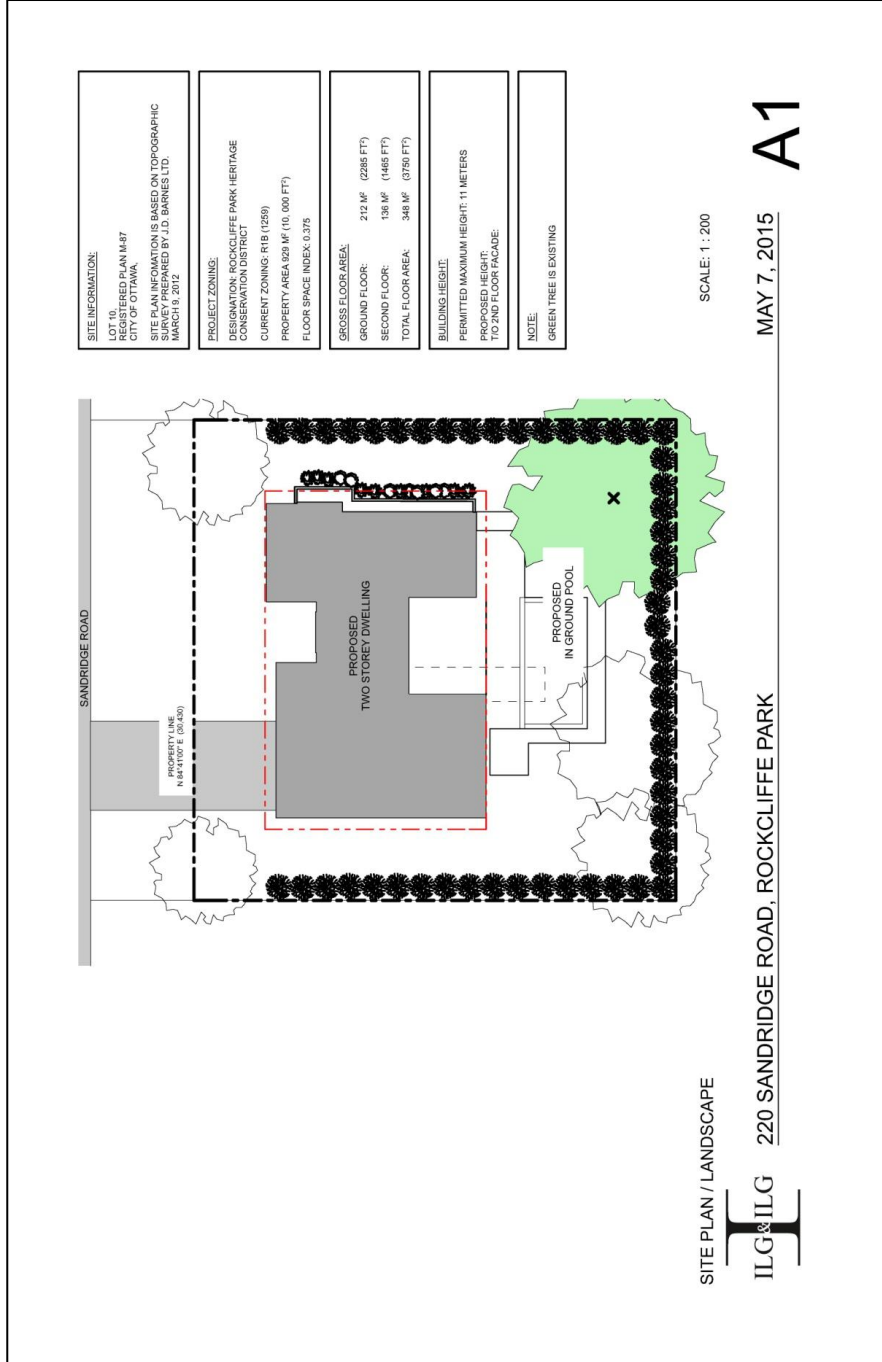 SANDRIDGE ROAD
PROPERTY LINE
N 84°41'00" E (30.430)
PROPOSED
TWO STOREY DWELLING
PROPOSED
IN GROUND POOL
SITE INFORMATION:
LOT 10,
REGISTERED PLAN M-87
CITY OF OTTAWA,
SITE PLAN INFOMATION IS BASED ON TOPOGRAPHIC
SURVEY PREPARED BY J.D. BARNES LTD.
MARCH 9, 2012
PROJECT ZONING:
DESIGNATION: ROCKCLIFFE PARK HERITAGE
CONSERVATION DISTRICT
CURRENT ZONING: R1B (1259)
PROPERTY AREA 929 M² (10, 000 FT²)
FLOOR SPACE INDEX: 0.375
GROSS FLOOR AREA:
GROUND FLOOR: 212 M² (2285 FT²)
SECOND FLOOR: 136 M² (1465 FT²)
TOTAL FLOOR AREA: 348 M² (3750 FT²)
BUILDING HEIGHT:
PERMITTED MAXIMUM HEIGHT: 11 METERS
PROPOSED HEIGHT:
T/O 2ND FLOOR FACADE:
NOTE:
GREEN TREE IS EXISTING
SITE PLAN / LANDSCAPE
SCALE: 1 : 200
ILG&ILG
220 SANDRIDGE ROAD, ROCKCLIFFE PARK
MAY 7, 2015
A1